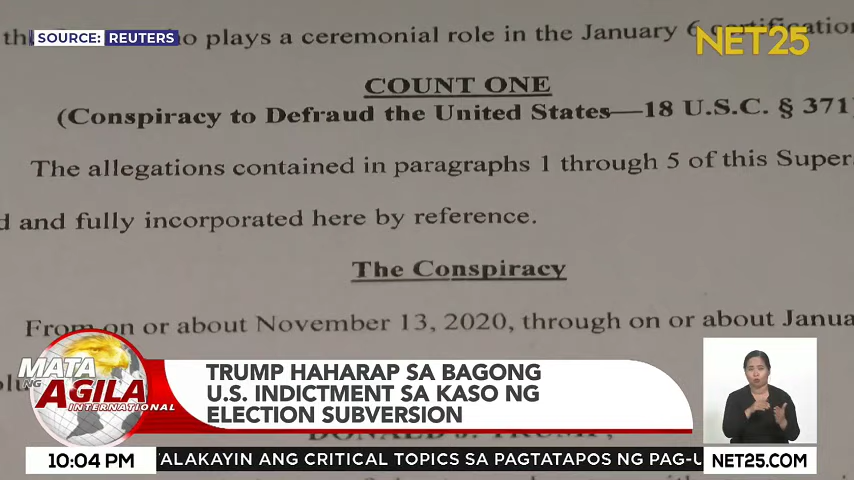 th
SOURCE: REUTERS
o plays a ceremonial role in the January 6 certification
NET25
COUNT ONE
(Conspiracy to Defraud the United States—18 U.S.C. § 371)
The allegations contained in paragraphs 1 through 5 of this Super
d and fully incorporated here by reference.
The Conspiracy
From on or about November 13, 2020, through on or about Janua
MATA
NG
AGILA
INTERNATIONAL
TRUMP HAHARAP SA BAGONG
U.S. INDICTMENT SA KASO NG
ELECTION SUBVERSION
DONALD J. TRUMP,
10:04 PM
TALAKAYIN ANG CRITICAL TOPICS SA PAGTATAPOS NG PAG-U
NET25.COM